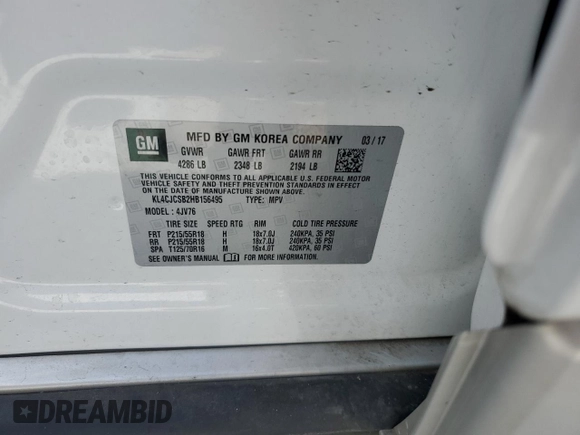 GM
MFD BY GM KOREA COMPANY 03/17
GVWR GAWR FRT GAWR RR
4286 LB 2348 LB 2194 LB
THIS VEHICLE CONFORMS TO ALL APPLICABLE U.S. FEDERAL MOTOR
VEHICLE SAFETY, BUMPER, AND THEFT PREVENTION STANDARDS IN EFFECT
ON THE DATE OF MANUFACTURE SHOWN ABOVE.
KL4CJCSB2HB156495 TYPE: MPV
MODEL: 4JV76
TIRE SIZE SPEED RTG RIM COLD TIRE PRESSURE
FRT P215/55R18 H 18x7.0J 240KPA, 35 PSI
RR P215/55R18 H 18x7.0J 240KPA, 35 PSI
SPA T125/70R16 M 16x4.0T 420KPA, 60 PSI
SEE OWNER'S MANUAL FOR MORE INFORMATION.
DREAMBID